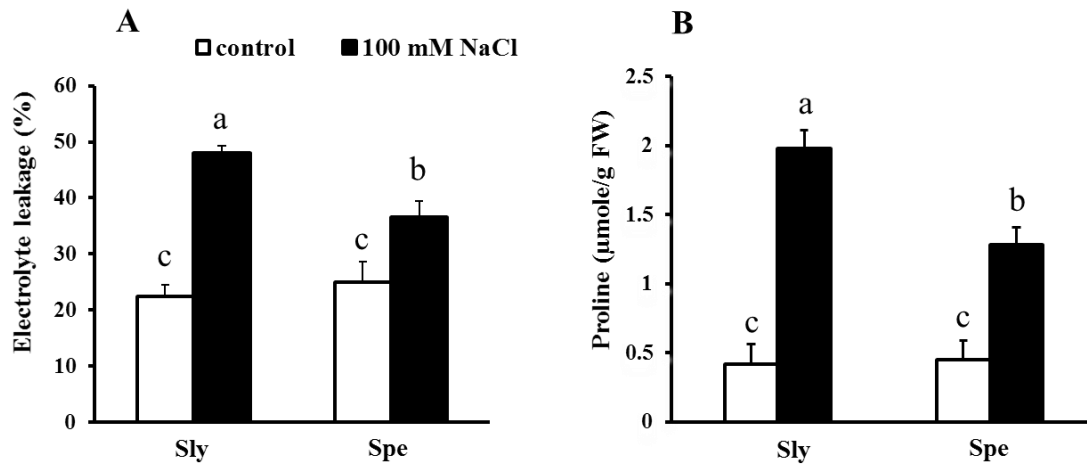 A
control 100 mM NaCl
Electrolyte leakage (%)
60
50
40
30
20
10
0
a
b
c
c
Sly Spe
B
Proline (µmole/g FW)
2.5
2
1.5
1
0.5
0
a
b
c
c
Sly Spe